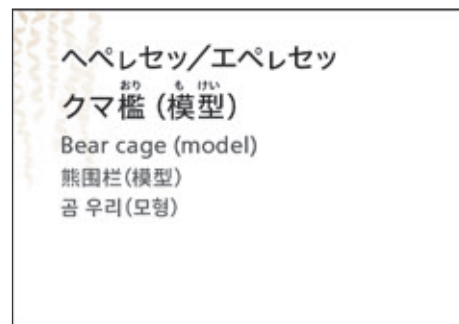 ヘペㇾセッ／エペㇾセッ
クマ檻（模型）
Bear cage (model)
熊围栏(模型)
곰 우리(모형)